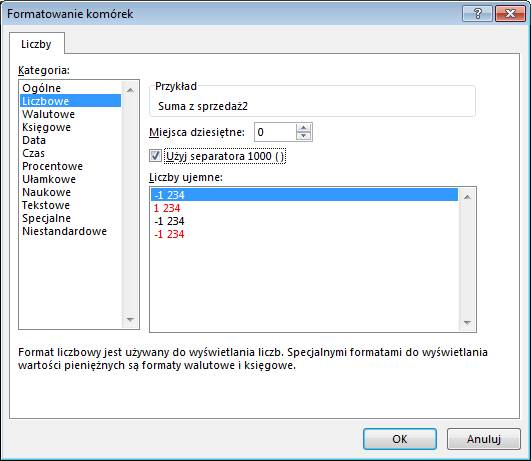 Formatowanie komórek
Liczby
Kategoria:
Ogólne
Liczbowe
Walutowe
Księgowe
Data
Czas
Procentowe
Ułamkowe
Naukowe
Tekstowe
Specjalne
Niestandardowe
Przykład
Suma z sprzedaż2
Miejsca dziesiętne: 0
Użyj separatora 1000 ( )
Liczby ujemne:
-1 234
1 234
-1 234
-1 234
Format liczbowy jest używany do wyświetlania liczb. Specjalnymi formatami do wyświetlania
wartości pieniężnych są formaty walutowe i księgowe.
OK Anuluj